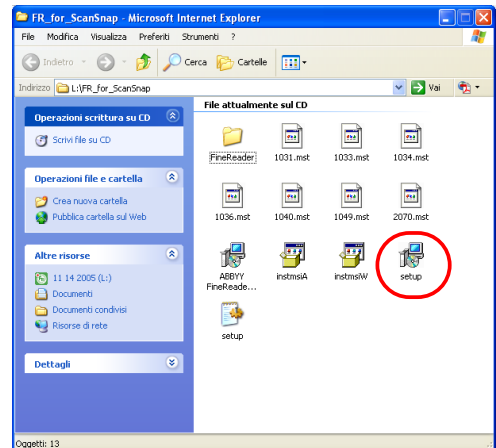 FR_for_ScanSnap - Microsoft Internet Explorer
File Modifica Visualizza Preferiti Strumenti ?
Indietro Cerca Cartelle
Indirizzo L:\FR_for_ScanSnap Vai
Operazioni scrittura su CD
Scrivi file su CD
Operazioni file e cartella
Crea nuova cartella
Pubblica cartella sul Web
Altre risorse
11 14 2005 (L:)
Documenti
Documenti condivisi
Risorse di rete
Dettagli
File attualmente sul CD
FineReader 1031.mst 1033.mst 1034.mst
1036.mst 1040.mst 1049.mst 2070.mst
ABBYY FineReade... instmsiA instmsiW setup
setup
Oggetti: 13